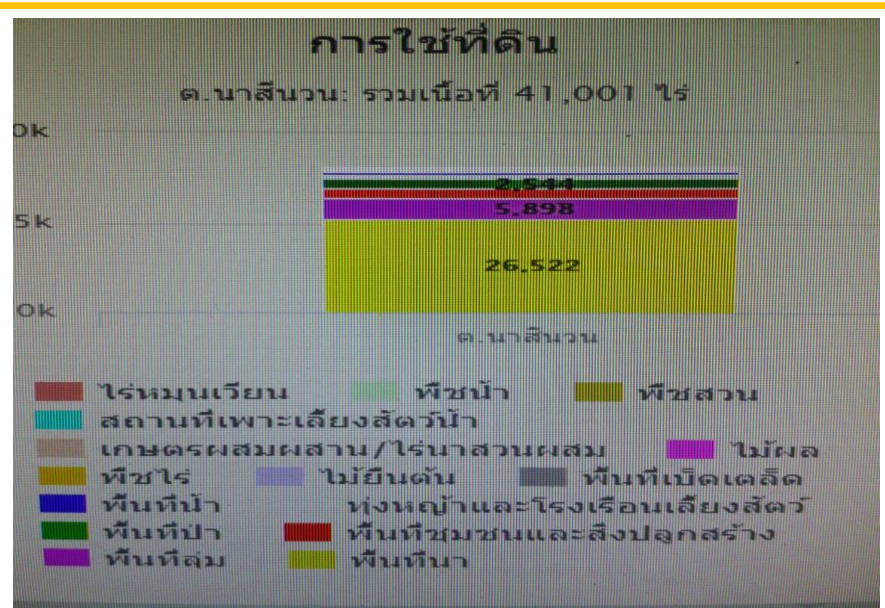 การใช้ที่ดิน
ต.นาสีนวน: รวมเนื้อที่ 41,001 ไร่
0k
2,544
5,898
5k
26,522
0k
ต.นาสีนวน
ไร่หมุนเวียน พืชน้ำ พืชสวน
สถานที่เพาะเลี้ยงสัตว์น้ำ
เกษตรผสมผสาน/ไร่นาสวนผสม ไม้ผล
พืชไร่ ไม้ยืนต้น พื้นที่เบ็ดเตล็ด
พื้นที่น้ำ ทุ่งหญ้าและโรงเรือนเลี้ยงสัตว์
พื้นที่ป่า พื้นที่ชุมชนและสิ่งปลูกสร้าง
พื้นที่ลุ่ม พื้นที่นา